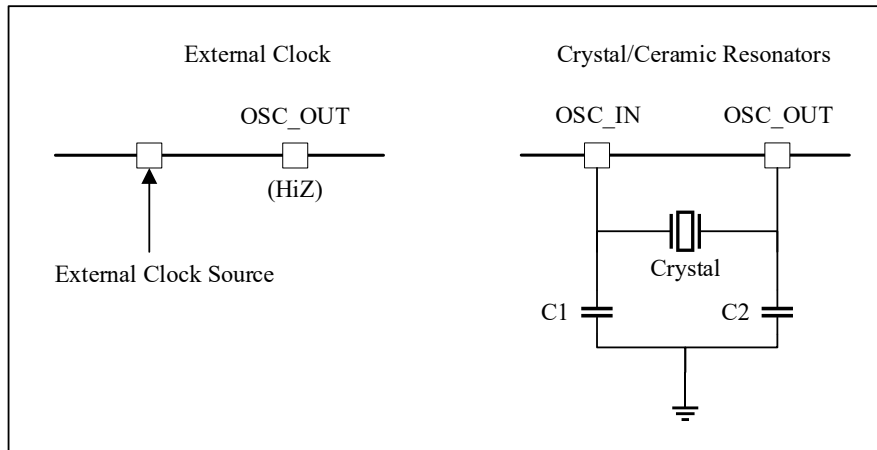 External Clock
OSC_OUT
(HiZ)
External Clock Source
Crystal/Ceramic Resonators
OSC_IN OSC_OUT
Crystal
C1 C2